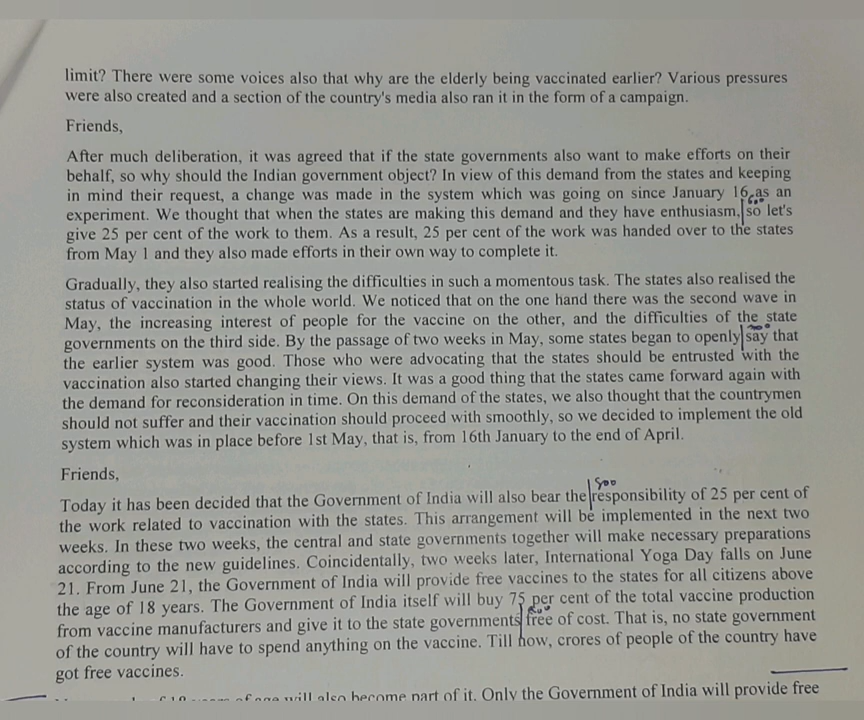 limit? There were some voices also that why are the elderly being vaccinated earlier? Various pressures
were also created and a section of the country's media also ran it in the form of a campaign.
Friends,
After much deliberation, it was agreed that if the state governments also want to make efforts on their
behalf, so why should the Indian government object? In view of this demand from the states and keeping
in mind their request, a change was made in the system which was going on since January 16, as an
experiment. We thought that when the states are making this demand and they have enthusiasm, so let's
give 25 per cent of the work to them. As a result, 25 per cent of the work was handed over to the states
from May 1 and they also made efforts in their own way to complete it.
Gradually, they also started realising the difficulties in such a momentous task. The states also realised the
status of vaccination in the whole world. We noticed that on the one hand there was the second wave in
May, the increasing interest of people for the vaccine on the other, and the difficulties of the state
governments on the third side. By the passage of two weeks in May, some states began to openly say that
the earlier system was good. Those who were advocating that the states should be entrusted with the
vaccination also started changing their views. It was a good thing that the states came forward again with
the demand for reconsideration in time. On this demand of the states, we also thought that the countrymen
should not suffer and their vaccination should proceed with smoothly, so we decided to implement the old
system which was in place before 1st May, that is, from 16th January to the end of April.
Friends,
800
Today it has been decided that the Government of India will also bear the responsibility of 25 per cent of
the work related to vaccination with the states. This arrangement will be implemented in the next two
weeks. In these two weeks, the central and state governments together will make necessary preparations
according to the new guidelines. Coincidentally, two weeks later, International Yoga Day falls on June
21. From June 21, the Government of India will provide free vaccines to the states for all citizens above
the age of 18 years. The Government of India itself will buy 75 per cent of the total vaccine production
from vaccine manufacturers and give it to the state governments free of cost. That is, no state government
of the country will have to spend anything on the vaccine. Till now, crores of people of the country have
got free vaccines.
will also become part of it. Only the Government of India will provide free